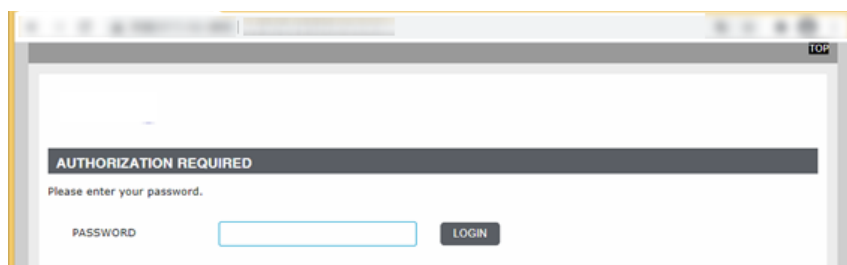 TOP
AUTHORIZATION REQUIRED
Please enter your password.
PASSWORD LOGIN